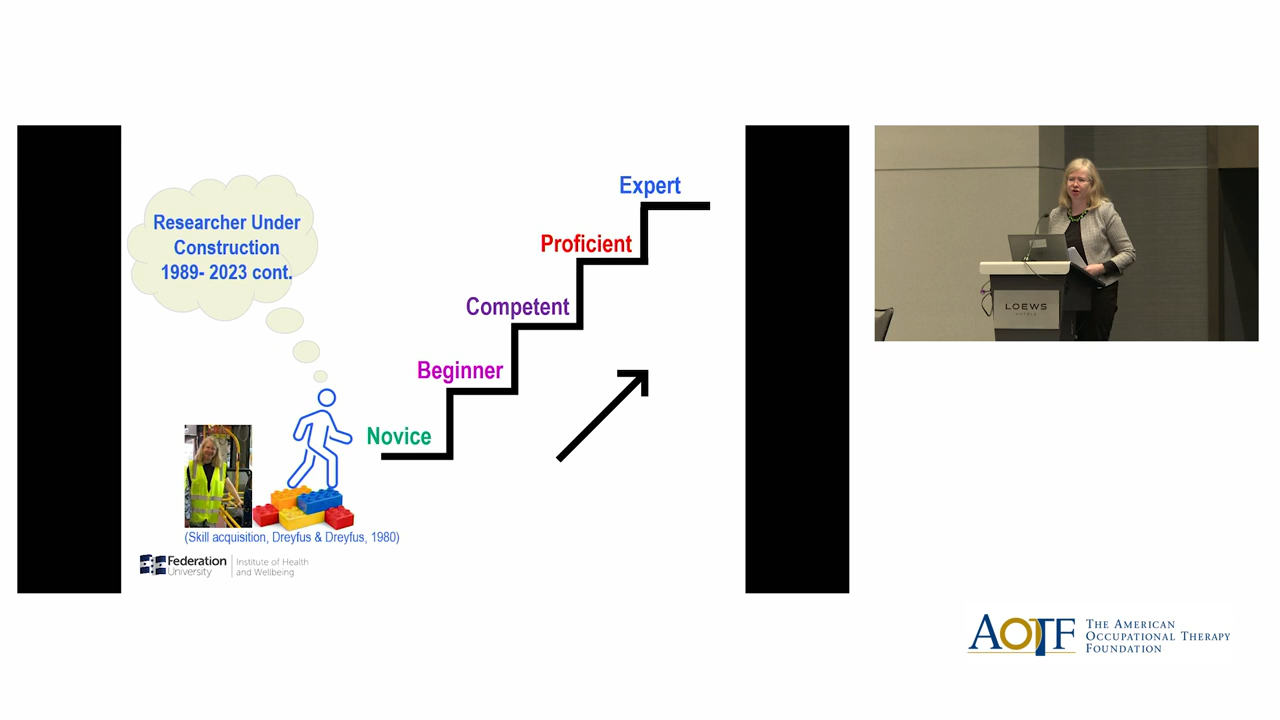 Researcher Under
Construction
1989- 2023 cont.
Expert
Proficient
Competent
Beginner
Novice
(Skill acquisition, Dreyfus & Dreyfus, 1980)
Federation
University
Institute of Health
and Wellbeing
LOEWS
HOTELS
AOTF
THE AMERICAN
OCCUPATIONAL THERAPY
FOUNDATION